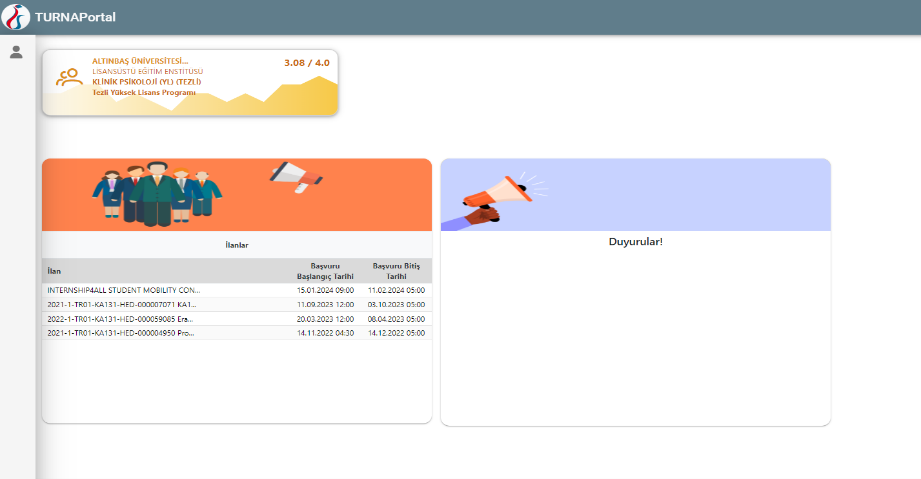 TURNAPortal
ALTINBAŞ ÜNİVERSİTESİ...
LİSANSÜSTÜ EĞİTİM ENSTİTÜSÜ
KLİNİK PSİKOLOJİ (YL) (TEZLİ)
Tezli Yüksek Lisans Programı
3.08 / 4.0
İlanlar
İlan Başvuru Başlangıç Tarihi Başvuru Bitiş Tarihi
INTERNSHIP4ALL STUDENT MOBILITY CON... 15.01.2024 09:00 11.02.2024 05:00
2021-1-TR01-KA131-HED-000007071 KA1... 11.09.2023 12:00 03.10.2023 05:00
2022-1-TR01-KA131-HED-000059085 Era... 20.03.2023 12:00 08.04.2023 05:00
2021-1-TR01-KA131-HED-000004950 Pro... 14.11.2022 04:30 14.12.2022 05:00
Duyurular!